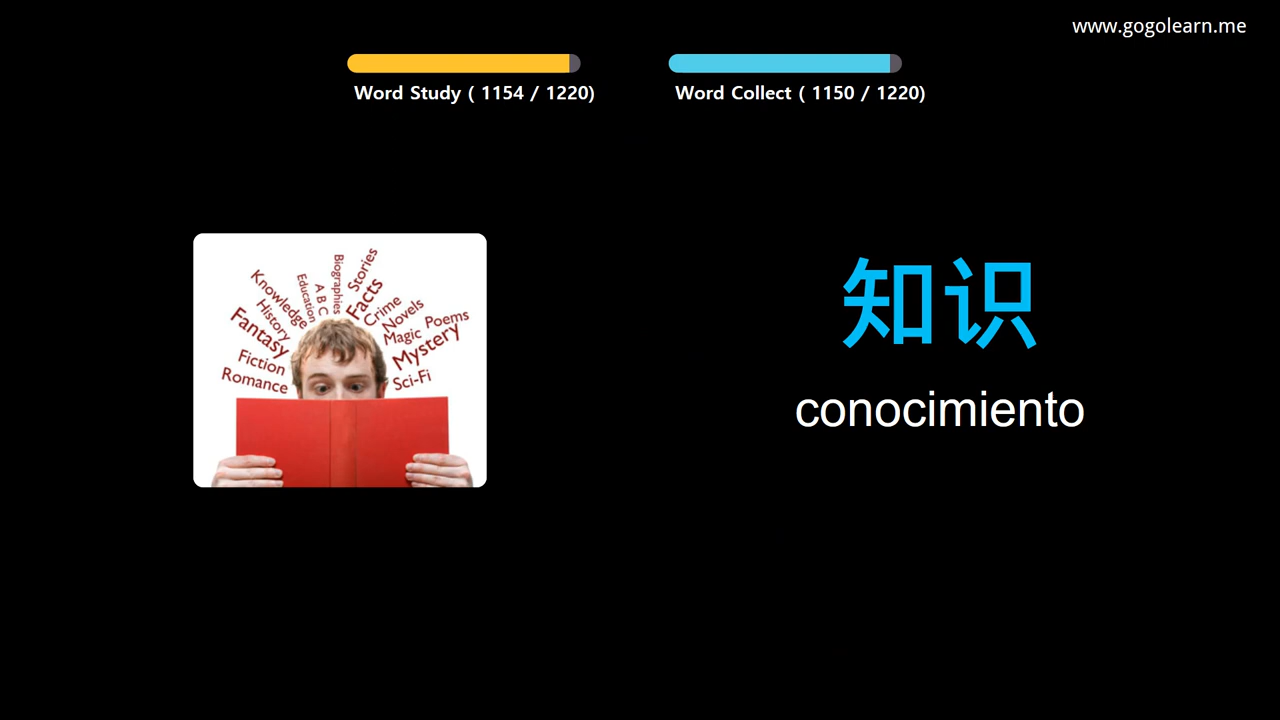 www.gogolearn.me
Word Study ( 1154 / 1220)
Word Collect ( 1150 / 1220)
知识
conocimiento
Knowledge
History
Fantasy
Fiction
Romance
Education
A B C
Biographies
Stories
Facts
Crime
Novels
Magic
Poems
Mystery
Sci-Fi